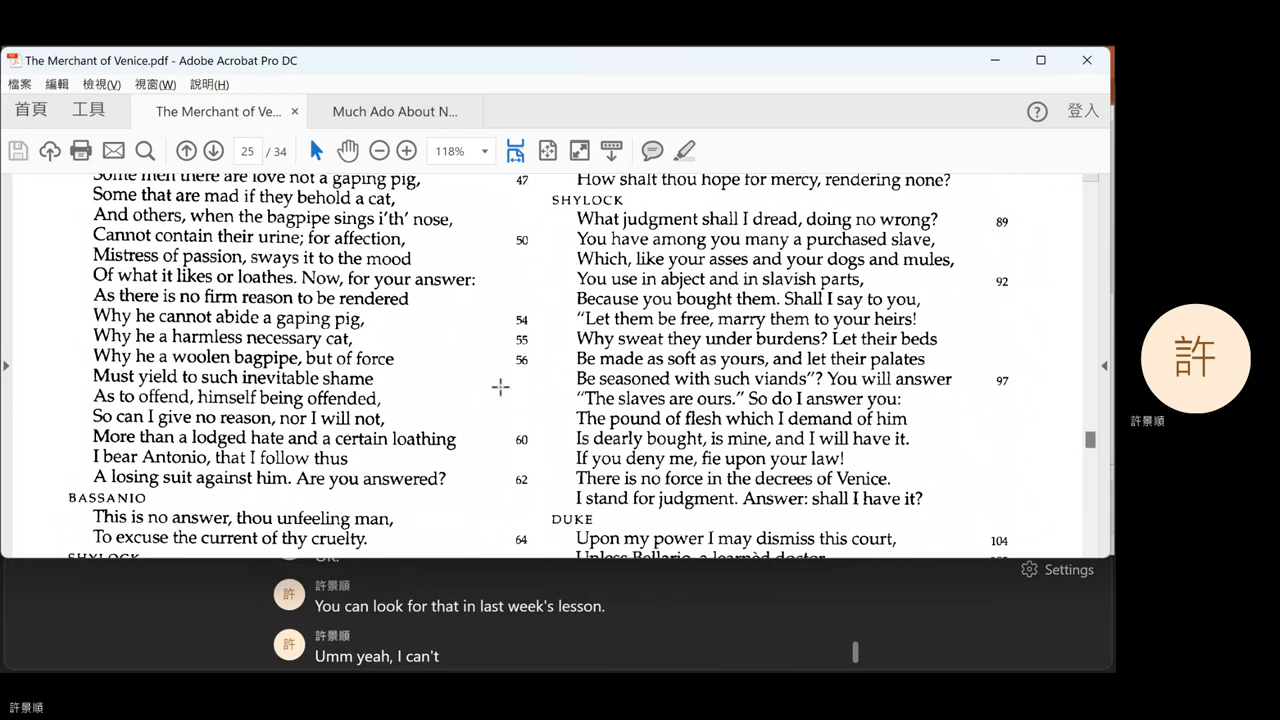 The Merchant of Venice.pdf - Adobe Acrobat Pro DC
檔案 編輯 檢視(V) 視窗(W) 說明(H)
首頁 工具 The Merchant of Ve... × Much Ado About N... ? 登入
25 / 34 118%
Some men there are love not a gaping pig, 47
Some that are mad if they behold a cat,
And others, when the bagpipe sings i'th' nose,
Cannot contain their urine; for affection, 50
Mistress of passion, sways it to the mood
Of what it likes or loathes. Now, for your answer:
As there is no firm reason to be rendered
Why he cannot abide a gaping pig, 54
Why he a harmless necessary cat, 55
Why he a woolen bagpipe, but of force 56
Must yield to such inevitable shame
As to offend, himself being offended,
So can I give no reason, nor I will not,
More than a lodged hate and a certain loathing 60
I bear Antonio, that I follow thus
A losing suit against him. Are you answered? 62
BASSANIO
This is no answer, thou unfeeling man,
To excuse the current of thy cruelty. 64
SHYLOCK
How shalt thou hope for mercy, rendering none?
SHYLOCK
What judgment shall I dread, doing no wrong? 89
You have among you many a purchased slave,
Which, like your asses and your dogs and mules,
You use in abject and in slavish parts, 92
Because you bought them. Shall I say to you,
“Let them be free, marry them to your heirs!
Why sweat they under burdens? Let their beds
Be made as soft as yours, and let their palates
Be seasoned with such viands”? You will answer 97
“The slaves are ours.” So do I answer you:
The pound of flesh which I demand of him
Is dearly bought, is mine, and I will have it.
If you deny me, fie upon your law!
There is no force in the decrees of Venice.
I stand for judgment. Answer: shall I have it?
DUKE
Upon my power I may dismiss this court, 104
Unless Bellario, a learnèd doctor
OK.
Settings
許 許景順
You can look for that in last week's lesson.
許 許景順
Umm yeah, I can't
許
許景順
許景順